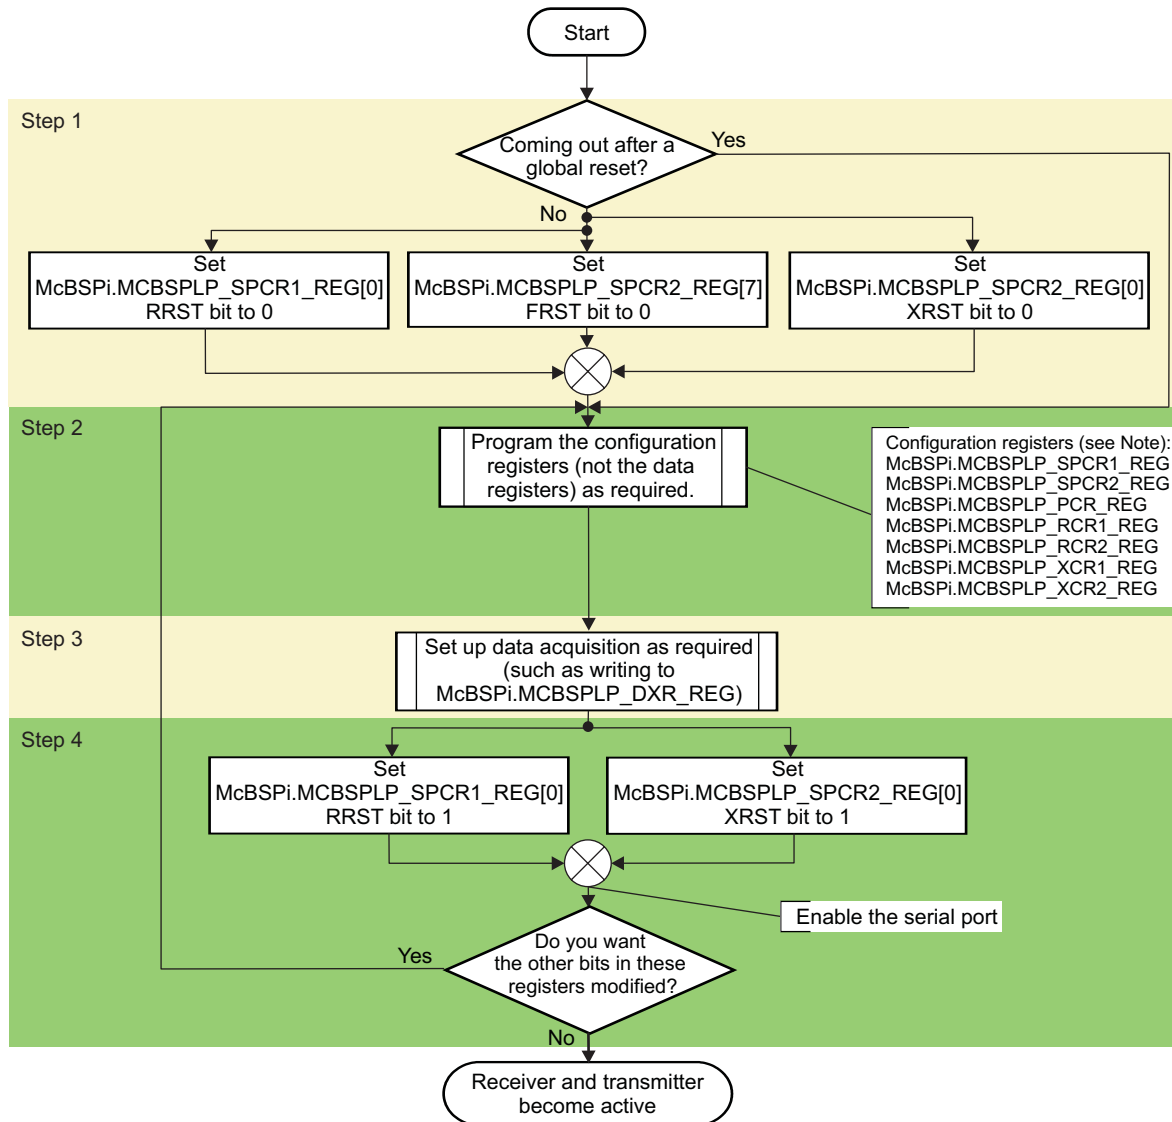 Start
Step 1
Coming out after a
global reset?
Yes
No
Set
McBSPi.MCBSPLP_SPCR1_REG[0]
RRST bit to 0
Set
McBSPi.MCBSPLP_SPCR2_REG[7]
FRST bit to 0
Set
McBSPi.MCBSPLP_SPCR2_REG[0]
XRST bit to 0
Step 2
Program the configuration
registers (not the data
registers) as required.
Configuration registers (see Note):
McBSPi.MCBSPLP_SPCR1_REG
McBSPi.MCBSPLP_SPCR2_REG
McBSPi.MCBSPLP_PCR_REG
McBSPi.MCBSPLP_RCR1_REG
McBSPi.MCBSPLP_RCR2_REG
McBSPi.MCBSPLP_XCR1_REG
McBSPi.MCBSPLP_XCR2_REG
Step 3
Set up data acquisition as required
(such as writing to
McBSPi.MCBSPLP_DXR_REG)
Step 4
Set
McBSPi.MCBSPLP_SPCR1_REG[0]
RRST bit to 1
Set
McBSPi.MCBSPLP_SPCR2_REG[0]
XRST bit to 1
Enable the serial port
Do you want
the other bits in these
registers modified?
Yes
No
Receiver and transmitter
become active